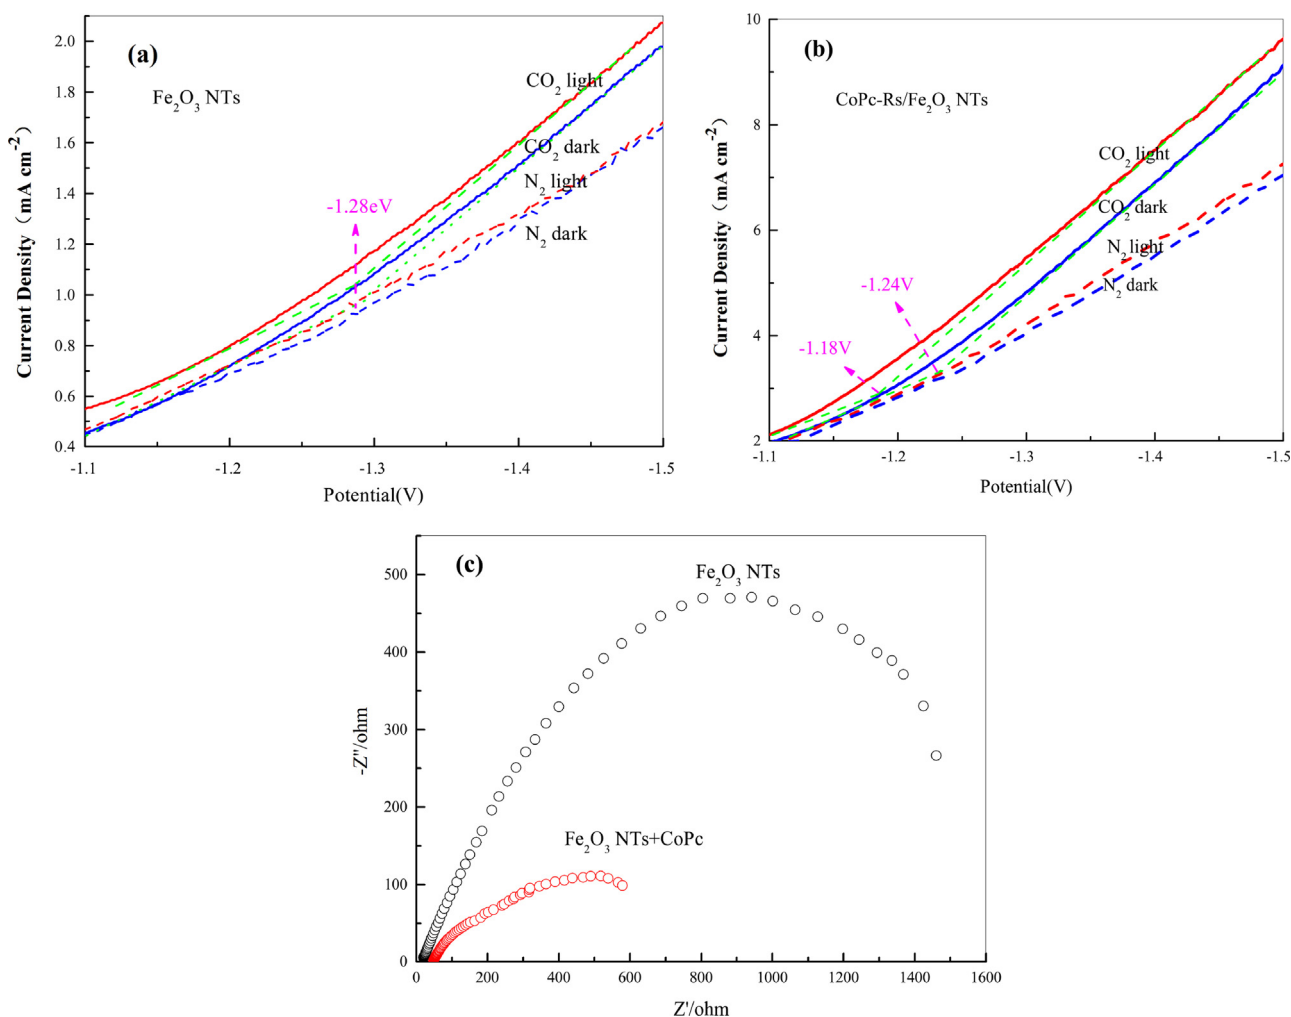 (a)
Fe₂O₃ NTs
CO₂ light
CO₂ dark
N₂ light
N₂ dark
-1.28eV
Current Density（mA cm⁻²)
2.0
1.8
1.6
1.4
1.2
1.0
0.8
0.6
0.4
-1.1 -1.2 -1.3 -1.4 -1.5
Potential(V)
(b)
CoPc-Rs/Fe₂O₃ NTs
CO₂ light
CO₂ dark
N₂ light
N₂ dark
-1.24V
-1.18V
Current Density（mA cm⁻²)
10
8
6
4
2
-1.1 -1.2 -1.3 -1.4 -1.5
Potential(V)
(c)
Fe₂O₃ NTs
Fe₂O₃ NTs+CoPc
-Z''/ohm
500
400
300
200
100
0
0 200 400 600 800 1000 1200 1400 1600
Z'/ohm